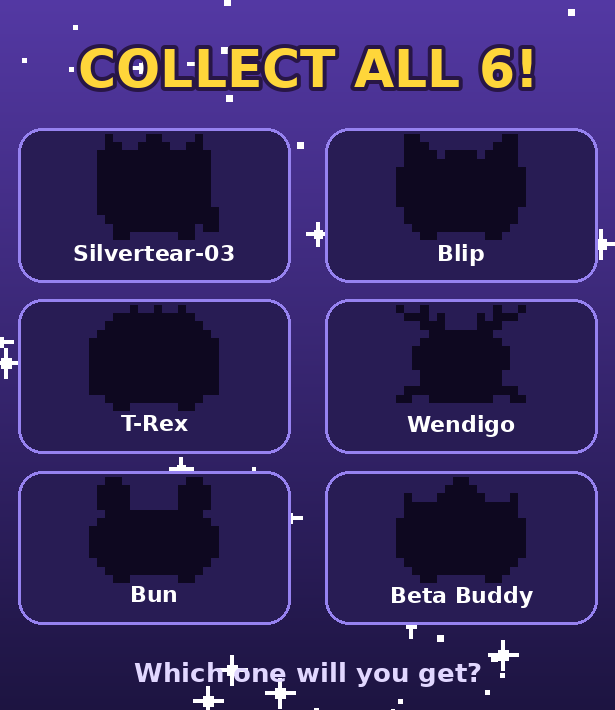 COLLECT ALL 6!
Silvertear-03
Blip
T-Rex
Wendigo
Bun
Beta Buddy
Which one will you get?